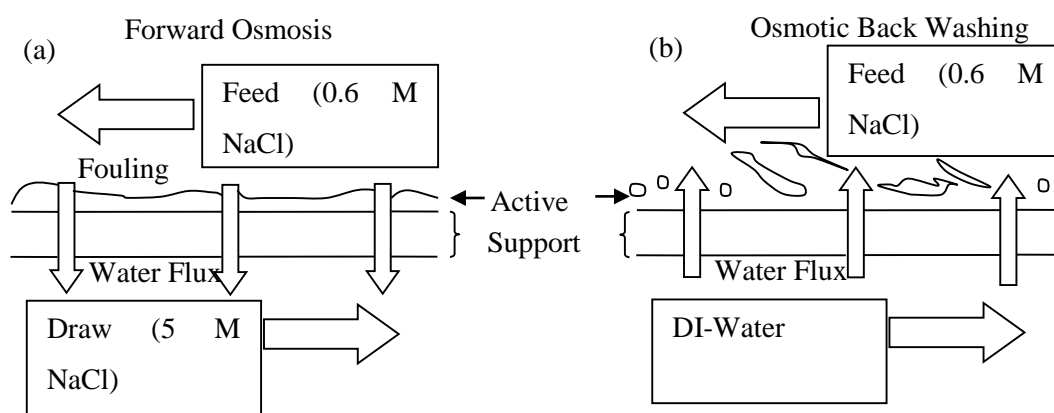 (a)
Forward Osmosis
Feed (0.6 M
NaCl)
Fouling
Water Flux
Draw (5 M
NaCl)
Active
Support
(b)
Osmotic Back Washing
Feed (0.6 M
NaCl)
Water Flux
DI-Water